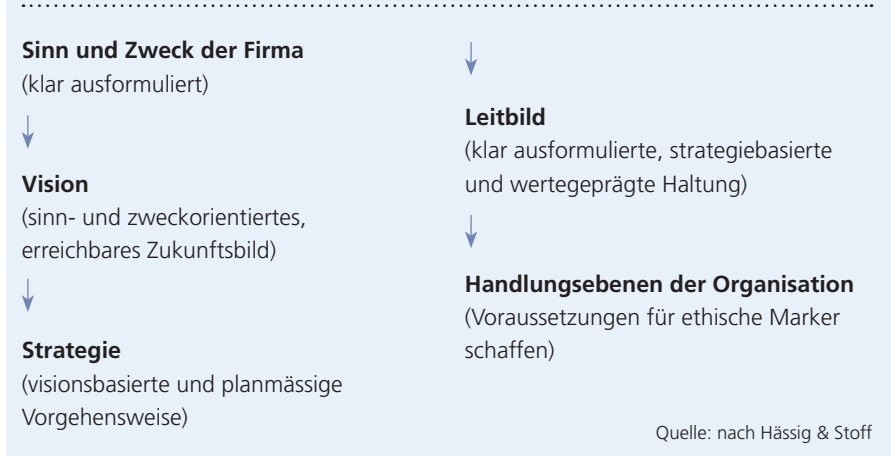 Sinn und Zweck der Firma
(klar ausformuliert)
Vision
(sinn- und zweckorientiertes,
erreichbares Zukunftsbild)
Strategie
(visionsbasierte und planmässige
Vorgehensweise)
Leitbild
(klar ausformulierte, strategiebasierte
und wertegeprägte Haltung)
Handlungsebenen der Organisation
(Voraussetzungen für ethische Marker
schaffen)
Quelle: nach Hässig & Stoff